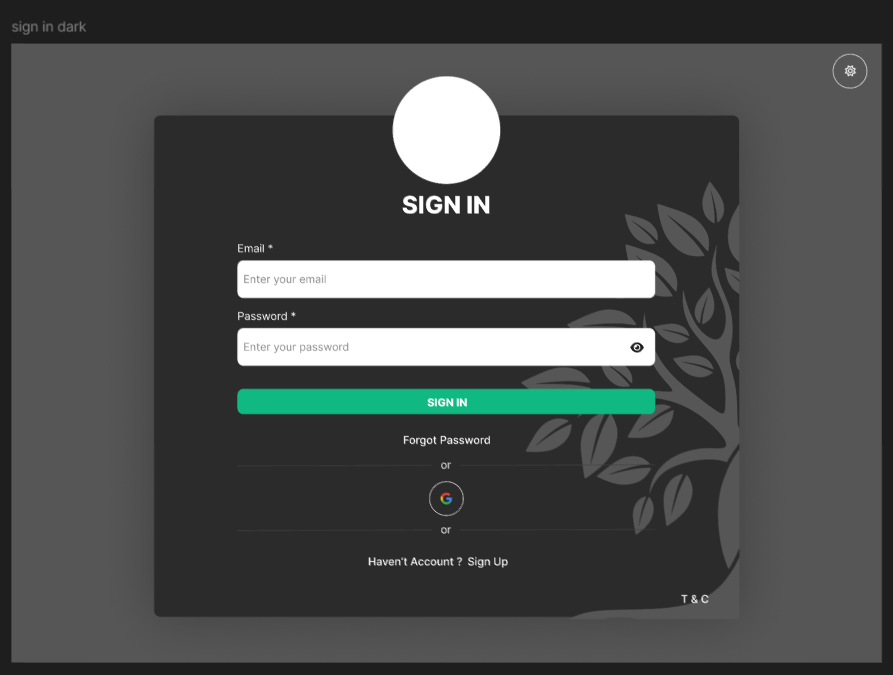 sign in dark
SIGN IN
Email *
Enter your email
Password *
Enter your password
SIGN IN
Forgot Password
or
G
or
Haven't Account ? Sign Up
T & C